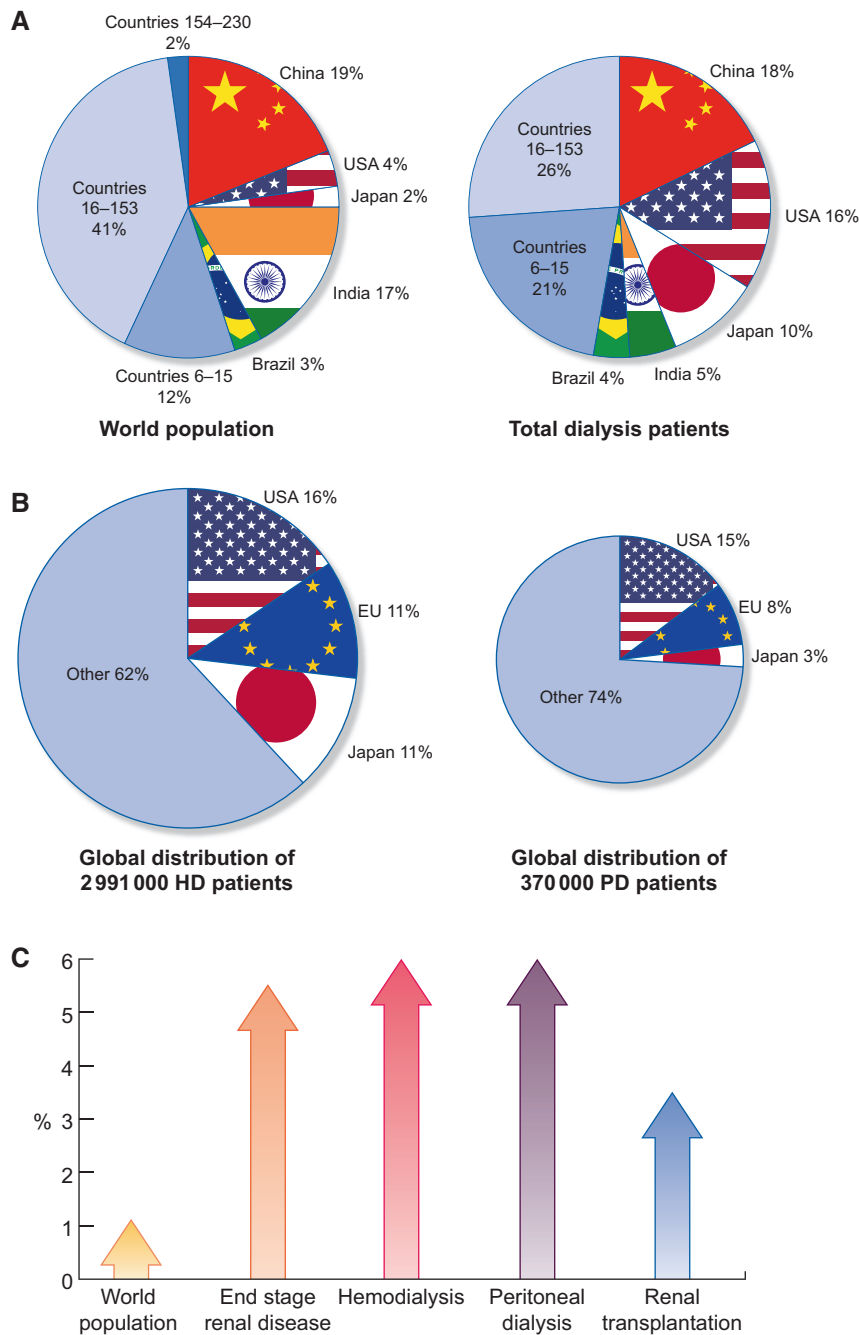 A
Countries 154–230
2%
China 19%
USA 4%
Japan 2%
India 17%
Brazil 3%
Countries 6–15
12%
Countries
16–153
41%
World population
China 18%
USA 16%
Japan 10%
India 5%
Brazil 4%
Countries
6–15
21%
Countries
16–153
26%
Total dialysis patients
B
USA 16%
EU 11%
Japan 11%
Other 62%
Global distribution of
2 991 000 HD patients
USA 15%
EU 8%
Japan 3%
Other 74%
Global distribution of
370 000 PD patients
C
%
6
5
4
3
2
1
0
World
population
End stage
renal disease
Hemodialysis
Peritoneal
dialysis
Renal
transplantation